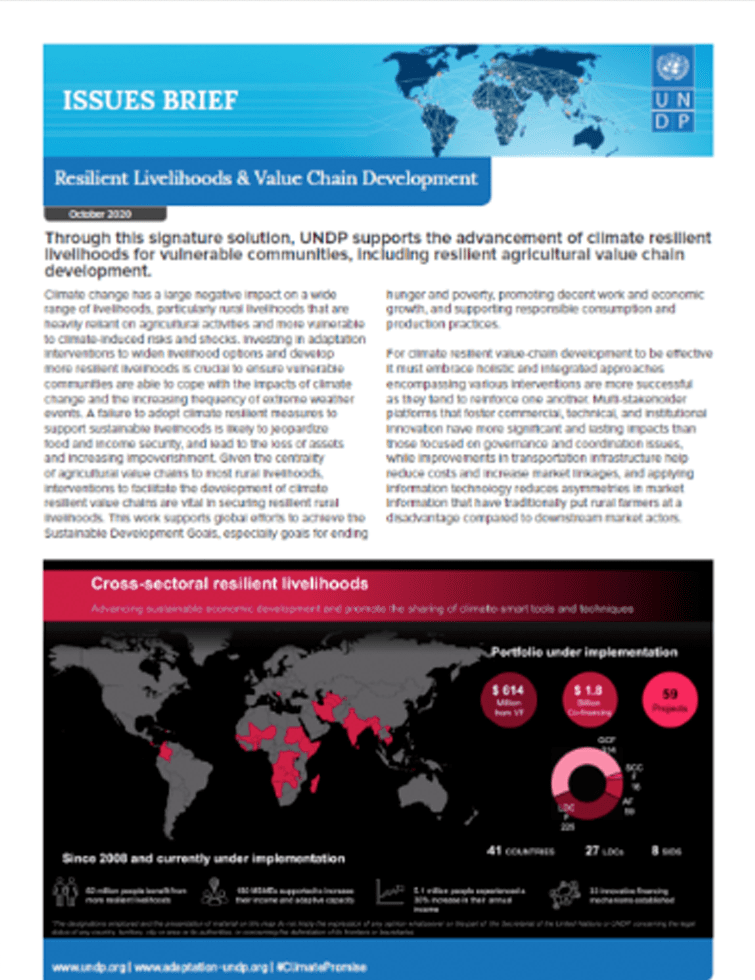 ISSUES BRIEF
U N
D P
Resilient Livelihoods & Value Chain Development
October 2020
Through this signature solution, UNDP supports the advancement of climate resilient
livelihoods for vulnerable communities, including resilient agricultural value chain
development.
Climate change has a large negative impact on a wide
range of livelihoods, particularly rural livelihoods that are
heavily reliant on agricultural activities and more vulnerable
to climate-induced risks and shocks. Investing in adaptation
interventions to widen livelihood options and develop
more resilient livelihoods is crucial to ensure vulnerable
communities are able to cope with the impacts of climate
change and the increasing frequency of extreme weather
events. A failure to adopt climate resilient measures to
support sustainable livelihoods is likely to jeopardize
food and income security, and lead to the loss of assets
and increasing impoverishment. Given the centrality
of agricultural value chains to most rural livelihoods,
interventions to facilitate the development of climate
resilient value chains are vital in securing resilient rural
livelihoods. This work supports global efforts to achieve the
Sustainable Development Goals, especially goals for ending
hunger and poverty, promoting decent work and economic
growth, and supporting responsible consumption and
production practices.
For climate resilient value-chain development to be effective
it must embrace holistic and integrated approaches
encompassing various interventions are more successful
as they tend to reinforce one another. Multi-stakeholder
platforms that foster commercial, technical, and institutional
innovation have more significant and lasting impacts than
those focused on governance and coordination issues,
while improvements in transportation infrastructure help
reduce costs and increase market linkages, and applying
information technology reduces asymmetries in market
information that have traditionally put rural farmers at a
disadvantage compared to downstream market actors.
Cross-sectoral resilient livelihoods
Advancing sustainable economic development and promote the sharing of climate-smart tools and techniques
Portfolio under implementation
$ 614
Million
from VF
$ 1.8
Billion
Co-financing
59
Projects
GCF
SCC
F
AF
LDC
F
41 COUNTRIES
27 LDCs
8 SIDS
Since 2008 and currently under implementation
million people benefit from
more resilient livelihoods
MSMEs supported to increase
their income and adaptive capacity
million people experienced a
30% increase in their annual
income
innovative financing
mechanisms established
www.undp.org | www.adaptation-undp.org | #ClimatePromise